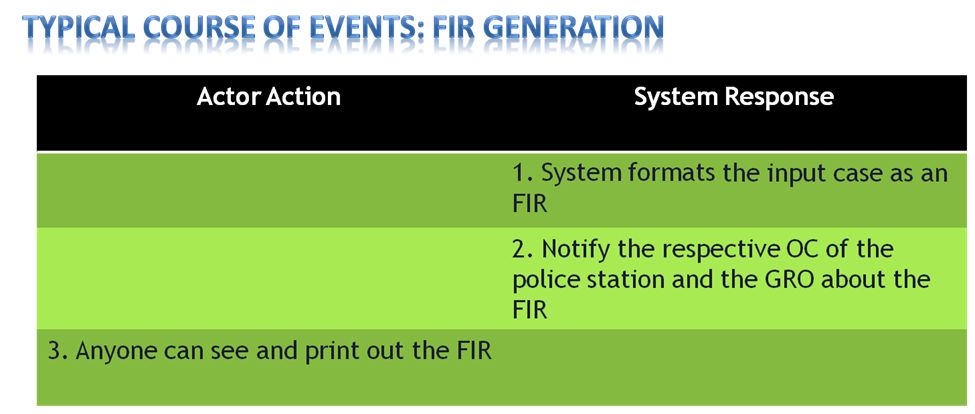 TYPICAL COURSE OF EVENTS: FIR GENERATION
Actor Action
System Response
1. System formats the input case as an
FIR
2. Notify the respective OC of the
police station and the GRO about the
FIR
3. Anyone can see and print out the FIR